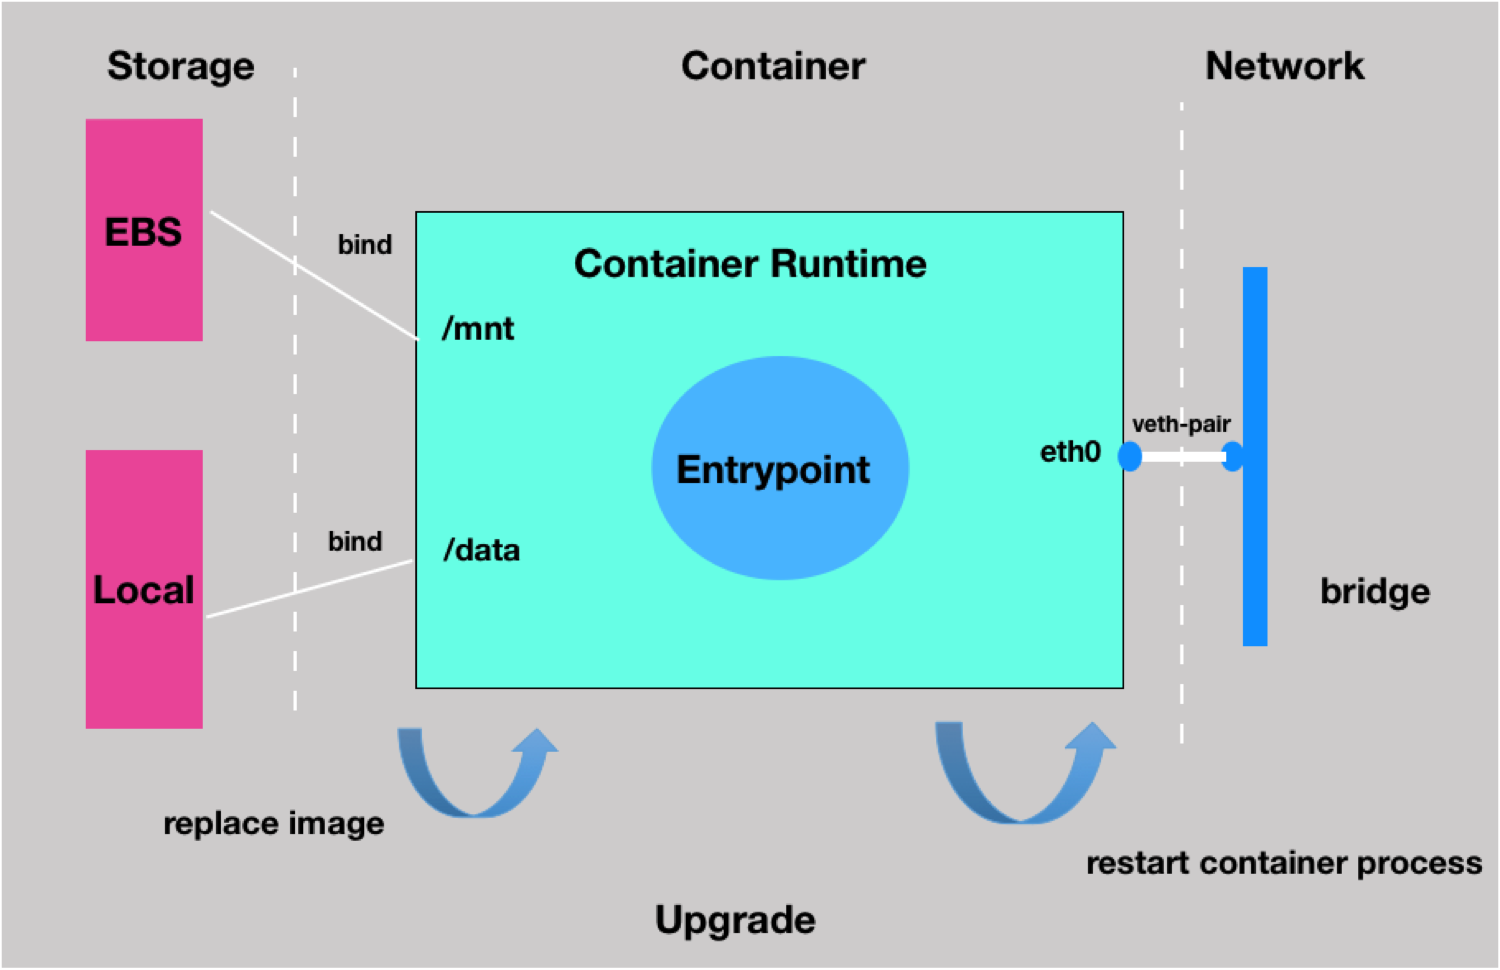 Storage
Container
Network
EBS
bind
Container Runtime
/mnt
veth-pair
eth0
Entrypoint
bind
/data
Local
bridge
replace image
restart container process
Upgrade